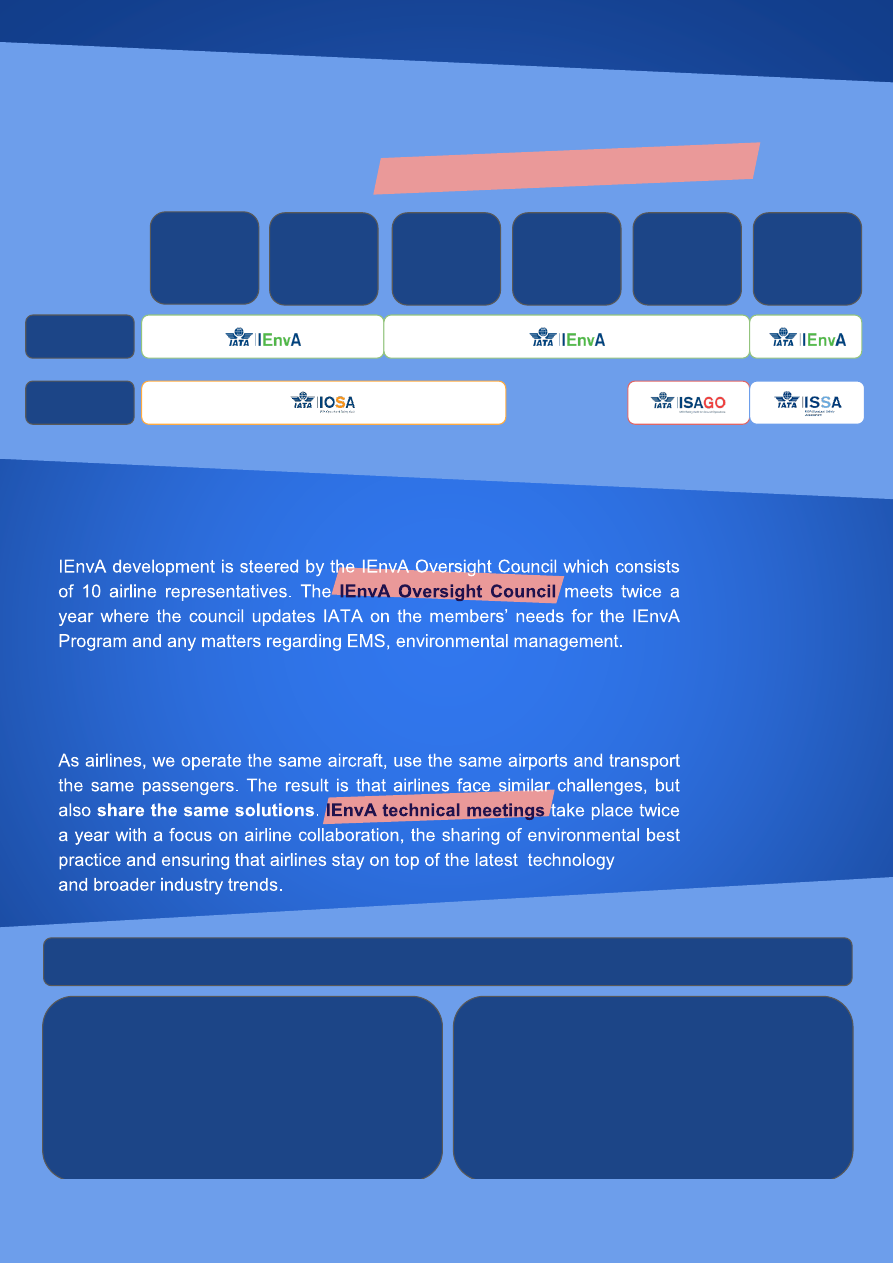 IATA IEnvA
IATA IEnvA
IATA IEnvA
IATA IOSA
IATA ISAGO
IATA ISSA
IEnvA development is steered by the IEnvA Oversight Council which consists
of 10 airline representatives. The IEnvA Oversight Council meets twice a
year where the council updates IATA on the members’ needs for the IEnvA
Program and any matters regarding EMS, environmental management.
As airlines, we operate the same aircraft, use the same airports and transport
the same passengers. The result is that airlines face similar challenges, but
also share the same solutions. IEnvA technical meetings take place twice
a year with a focus on airline collaboration, the sharing of environmental best
practice and ensuring that airlines stay on top of the latest technology
and broader industry trends.